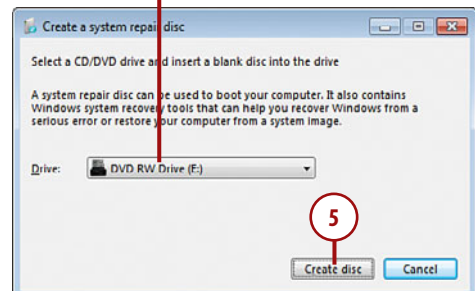 Create a system repair disc
Select a CD/DVD drive and insert a blank disc into the drive
A system repair disc can be used to boot your computer. It also contains
Windows system recovery tools that can help you recover Windows from a
serious error or restore your computer from a system image.
Drive: DVD RW Drive (E:)
5
Create disc Cancel